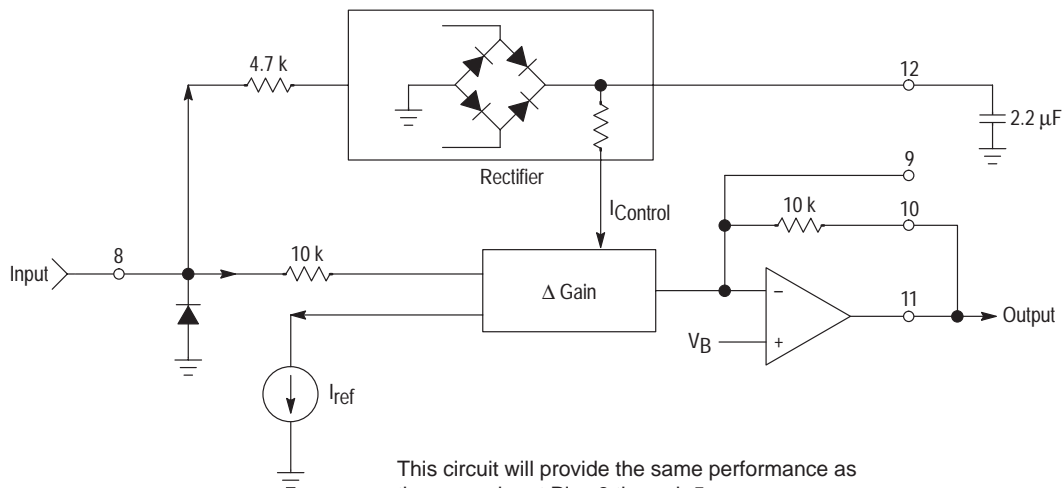 4.7 k
12
2.2 μF
Rectifier
9
IControl
10 k
10
8
10 k
Input
Δ Gain
–
11
Output
VB
+
Iref
This circuit will provide the same performance as